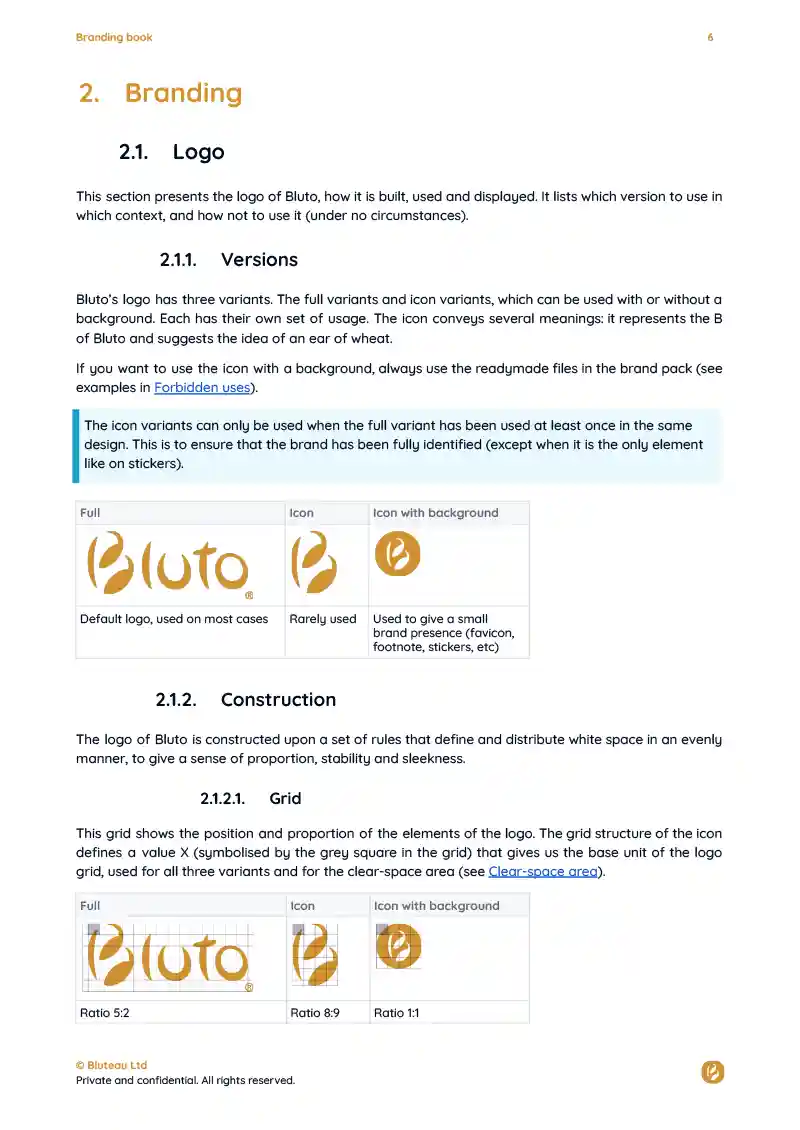 Branding book 6
2. Branding
2.1. Logo
This section presents the logo of Bluto, how it is built, used and displayed. It lists which version to use in
which context, and how not to use it (under no circumstances).
2.1.1. Versions
Bluto’s logo has three variants. The full variants and icon variants, which can be used with or without a
background. Each has their own set of usage. The icon conveys several meanings: it represents the B
of Bluto and suggests the idea of an ear of wheat.
If you want to use the icon with a background, always use the readymade files in the brand pack (see
examples in Forbidden uses).
The icon variants can only be used when the full variant has been used at least once in the same
design. This is to ensure that the brand has been fully identified (except when it is the only element
like on stickers).
Full Icon Icon with background
Bluto® B B
Default logo, used on most cases Rarely used Used to give a small
brand presence (favicon,
footnote, stickers, etc)
2.1.2. Construction
The logo of Bluto is constructed upon a set of rules that define and distribute white space in an evenly
manner, to give a sense of proportion, stability and sleekness.
2.1.2.1. Grid
This grid shows the position and proportion of the elements of the logo. The grid structure of the icon
defines a value X (symbolised by the grey square in the grid) that gives us the base unit of the logo
grid, used for all three variants and for the clear-space area (see Clear-space area).
Full Icon Icon with background
Bluto® B B
Ratio 5:2 Ratio 8:9 Ratio 1:1
© Bluteau Ltd
Private and confidential. All rights reserved. B